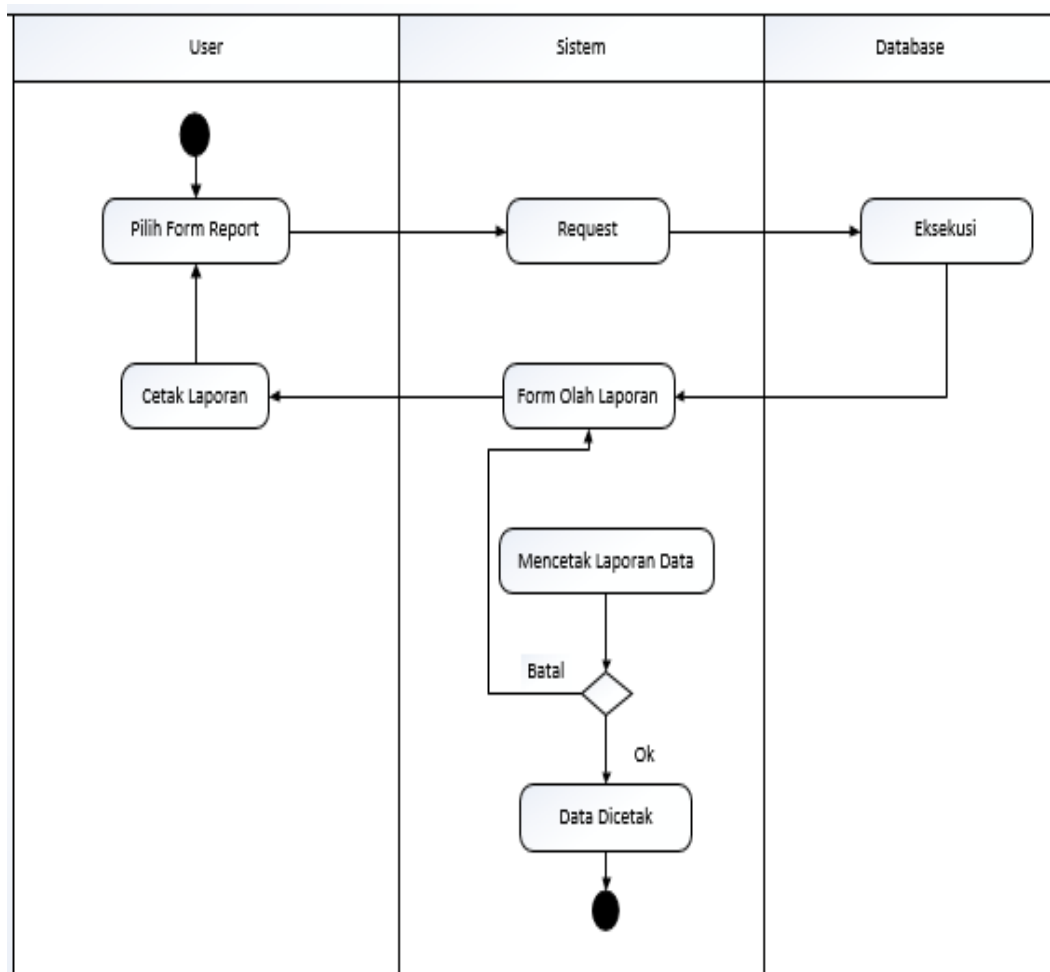 User
Sistem
Database
Pilih Form Report
Request
Eksekusi
Cetak Laporan
Form Olah Laporan
Mencetak Laporan Data
Batal
Ok
Data Dicetak